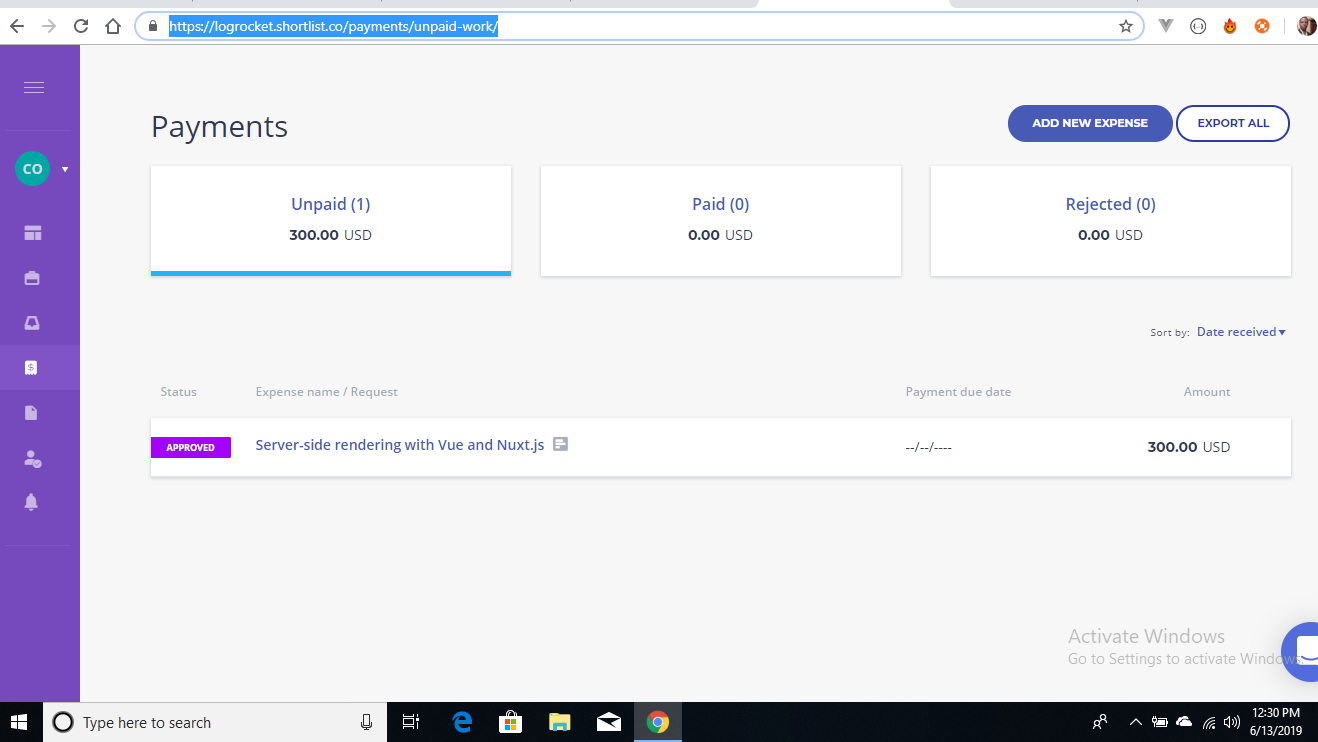 https://logrocket.shortlist.co/payments/unpaid-work/
Payments
ADD NEW EXPENSE
EXPORT ALL
CO
Unpaid (1)
300.00 USD
Paid (0)
0.00 USD
Rejected (0)
0.00 USD
Sort by: Date received
Status
Expense name / Request
Payment due date
Amount
APPROVED
Server-side rendering with Vue and Nuxt.js
--/--/----
300.00 USD
Activate Windows
Go to Settings to activate Windows.
Type here to search
12:30 PM
6/13/2019